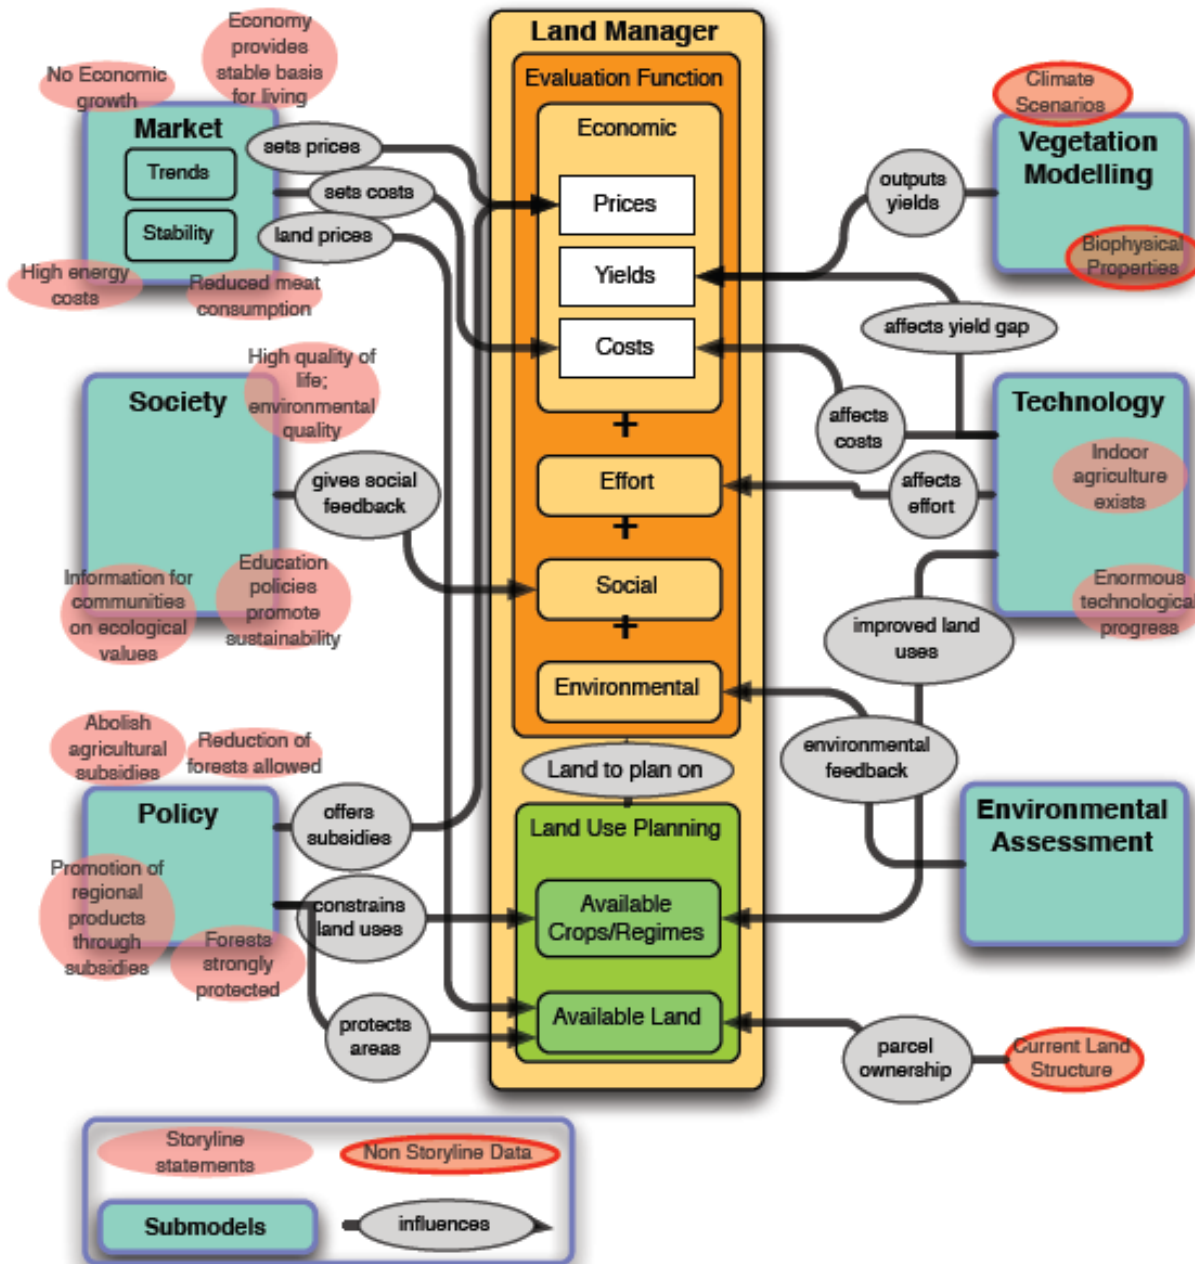 Land Manager
Evaluation Function
Economic
Prices
Yields
Costs
+
Effort
+
Social
+
Environmental
Land to plan on
Land Use Planning
Available
Crops/Regimes
Available Land
No Economic
growth
Economy
provides
stable basis
for living
Market
Trends
Stability
High energy
costs
Reduced meat
consumption
sets prices
sets costs
land prices
Society
High quality of
life;
environmental
quality
Information for
communities
on ecological
values
Education
policies
promote
sustainability
gives social
feedback
Abolish
agricultural
subsidies
Reduction of
forests allowed
Policy
Promotion of
regional
products
through
subsidies
Forests
strongly
protected
offers
subsidies
constrains
land uses
protects
areas
Climate
Scenarios
Vegetation
Modelling
Biophysical
Properties
outputs
yields
affects yield gap
Technology
Indoor
agriculture
exists
Enormous
technological
progress
affects
costs
affects
effort
improved land
uses
environmental
feedback
Environmental
Assessment
parcel
ownership
Current Land
Structure
Storyline
statements
Non Storyline Data
Submodels
influences